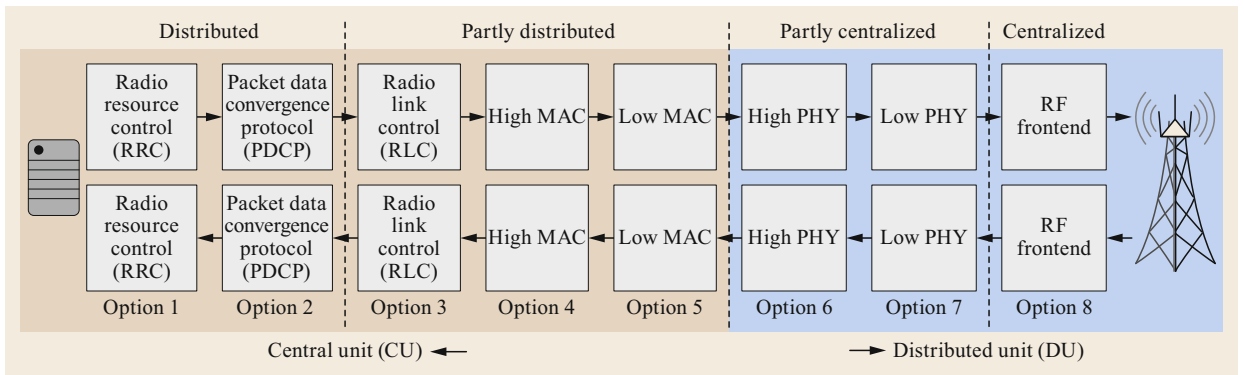 Distributed
Partly distributed
Partly centralized
Centralized
Radio
resource
control
(RRC)
Packet data
convergence
protocol
(PDCP)
Radio
link
control
(RLC)
High MAC
Low MAC
High PHY
Low PHY
RF
frontend
Radio
resource
control
(RRC)
Packet data
convergence
protocol
(PDCP)
Radio
link
control
(RLC)
High MAC
Low MAC
High PHY
Low PHY
RF
frontend
Option 1
Option 2
Option 3
Option 4
Option 5
Option 6
Option 7
Option 8
Central unit (CU)
Distributed unit (DU)